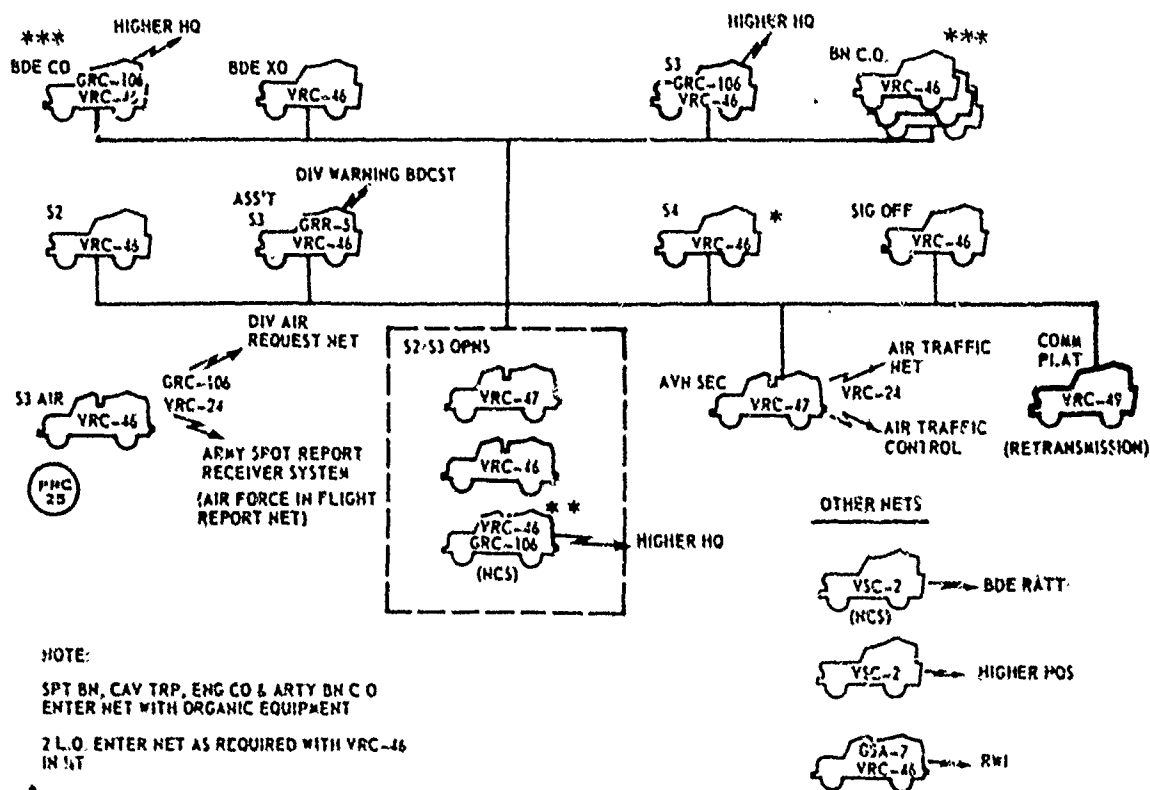 ***
HIGHER HQ
BDE CO
GRC-106
VRC-46
BDE XO
VRC-46
HIGHER HQ
S3
GRC-106
VRC-46
BN C.O.
***
VRC-46
S2
VRC-46
DIV WARNING BDCST
ASS'T
S3
GRR-5
VRC-46
S4
*
VRC-46
SIG OFF
VRC-46
DIV AIR
REQUEST NET
GRC-106
VRC-24
S3 AIR
VRC-46
ARMY SPOT REPORT
RECEIVER SYSTEM
(AIR FORCE IN FLIGHT
REPORT NET)
PRC
25
S2/S3 OPNS
VRC-47
VRC-46
**
VRC-46
GRC-106
(NCS)
HIGHER HQ
AVN SEC
VRC-47
AIR TRAFFIC
NET
VRC-24
AIR TRAFFIC
CONTROL
COMM
PLAT
VRC-49
(RETRANSMISSION)
OTHER NETS
VSC-2
(NCS)
BDE RATT
VSC-2
HIGHER HQS
GSA-7
VRC-46
RWI
NOTE:
SPT BN, CAV TRP, ENG CO & ARTY BN C O
ENTER NET WITH ORGANIC EQUIPMENT
2 L.O. ENTER NET AS REQUIRED WITH VRC-46
IN